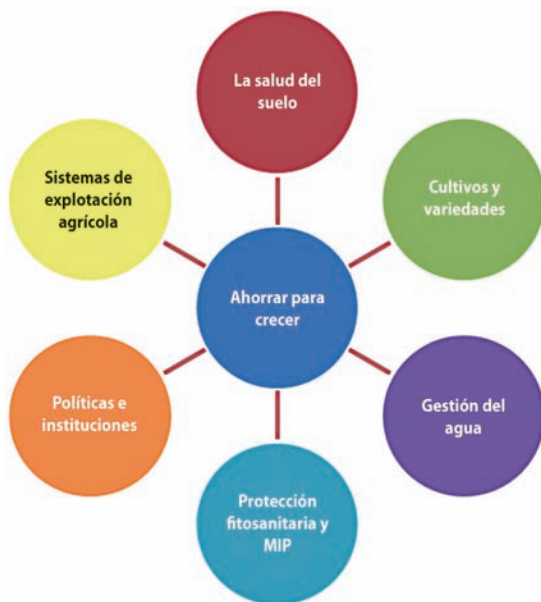 La salud del
suelo
Sistemas de
explotación
agrícola
Cultivos y
variedades
Ahorrar para
crecer
Políticas e
instituciones
Gestión del
agua
Protección
fitosanitaria y
MIP